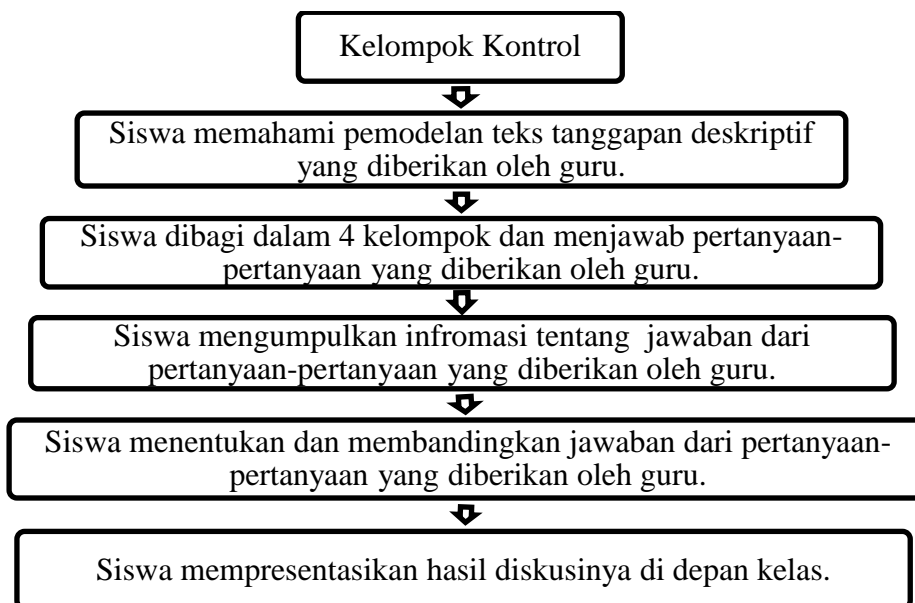 Kelompok Kontrol
Siswa memahami pemodelan teks tanggapan deskriptif
yang diberikan oleh guru.
Siswa dibagi dalam 4 kelompok dan menjawab pertanyaan-
pertanyaan yang diberikan oleh guru.
Siswa mengumpulkan infromasi tentang  jawaban dari
pertanyaan-pertanyaan yang diberikan oleh guru.
Siswa menentukan dan membandingkan jawaban dari pertanyaan-
pertanyaan yang diberikan oleh guru.
Siswa mempresentasikan hasil diskusinya di depan kelas.